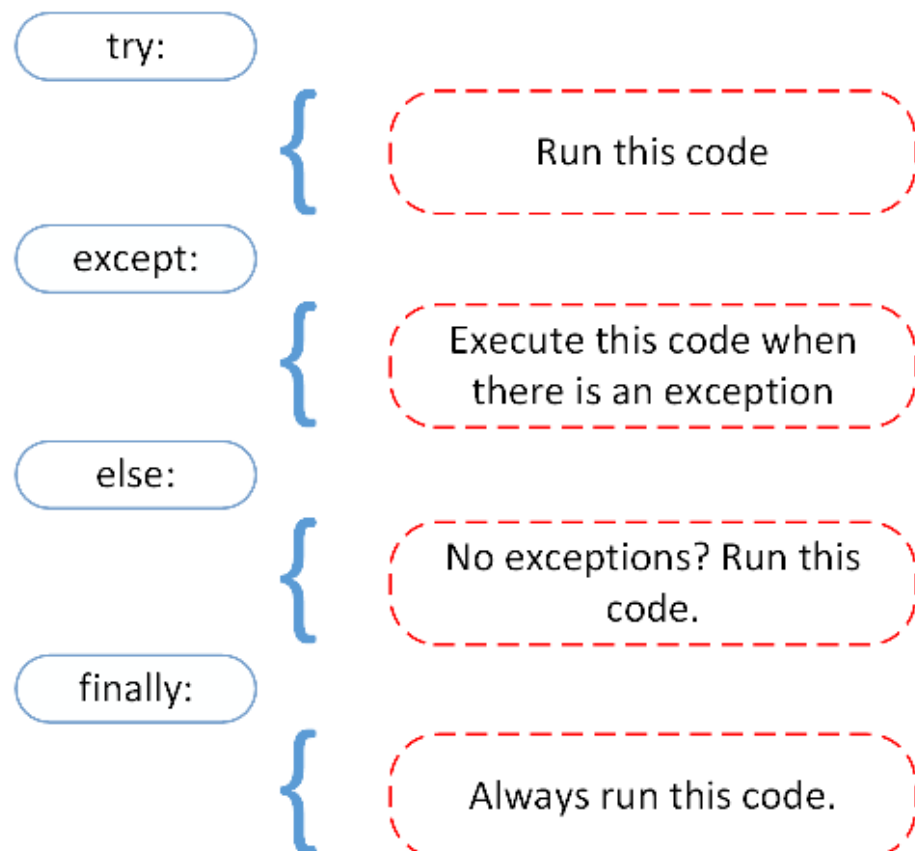 try:
Run this code
except:
Execute this code when
there is an exception
else:
No exceptions? Run this
code.
finally:
Always run this code.